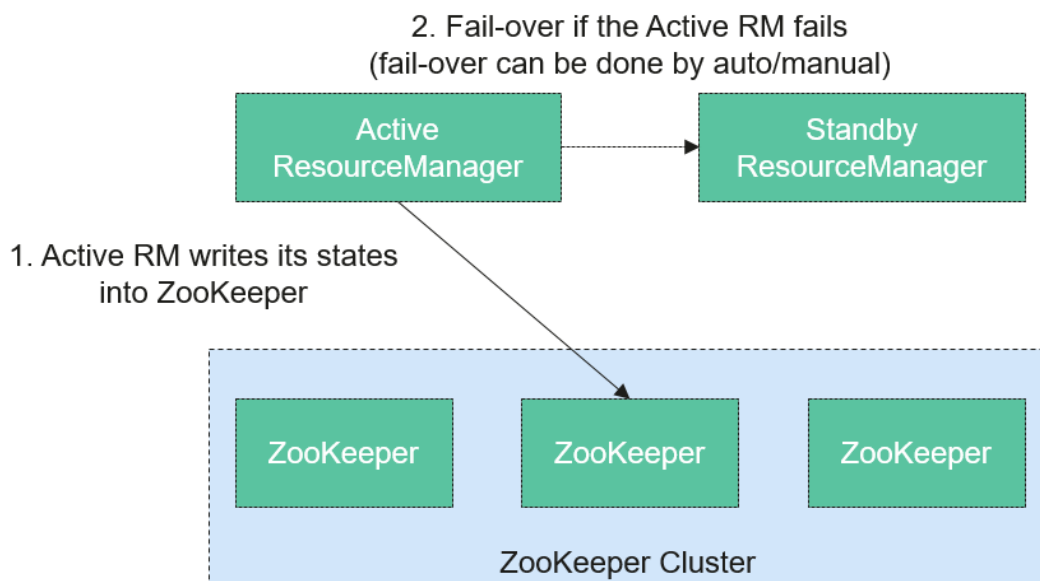 2. Fail-over if the Active RM fails
(fail-over can be done by auto/manual)
Active
ResourceManager
Standby
ResourceManager
1. Active RM writes its states
into ZooKeeper
ZooKeeper
ZooKeeper
ZooKeeper
ZooKeeper Cluster